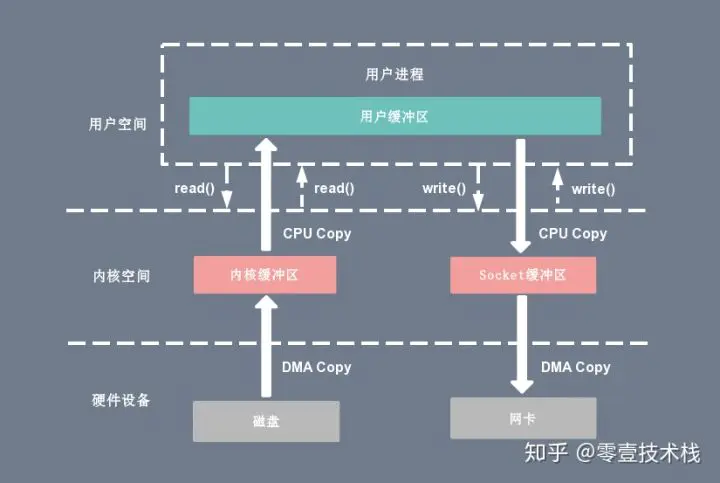 用户进程
用户缓冲区
用户空间
read()
read()
write()
write()
CPU Copy
CPU Copy
内核空间
内核缓冲区
Socket缓冲区
DMA Copy
DMA Copy
硬件设备
磁盘
网卡
知乎 @零壹技术栈